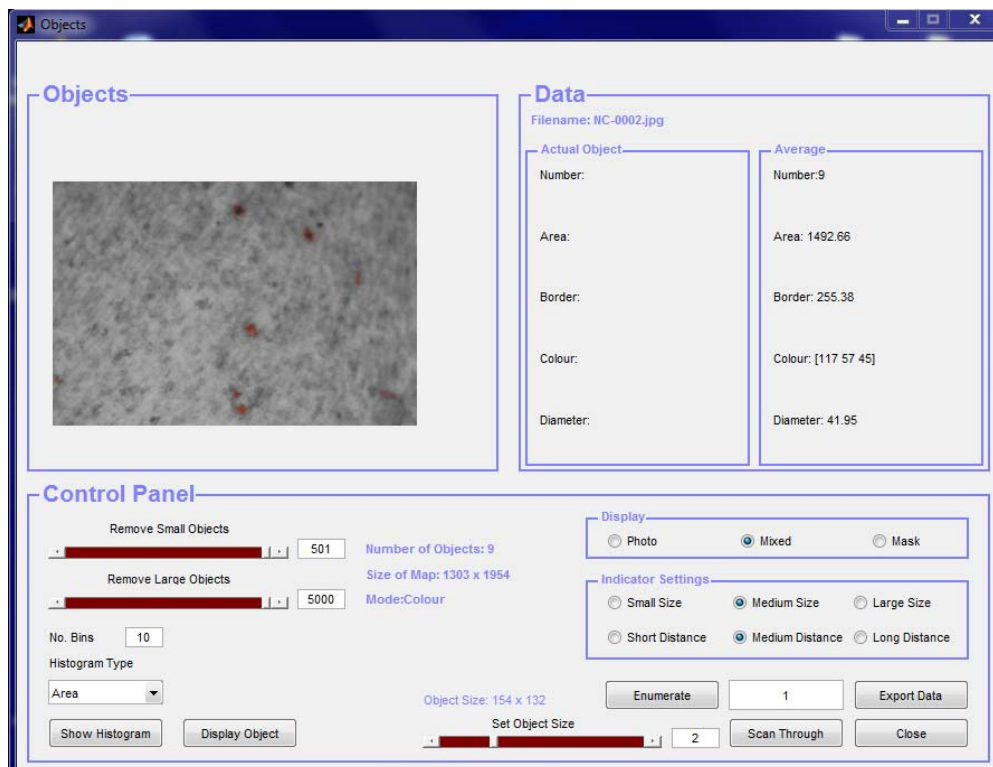 Objects
Objects
Data
Filename: NC-0002.jpg
Actual Object
Number:
Area:
Border:
Colour:
Diameter:
Average
Number:9
Area: 1492.66
Border: 255.38
Colour: [117 57 45]
Diameter: 41.95
Control Panel
Remove Small Objects
501
Remove Large Objects
5000
Number of Objects: 9
Size of Map: 1303 x 1954
Mode:Colour
No. Bins 10
Histogram Type
Area
Show Histogram Display Object
Display
Photo Mixed Mask
Indicator Settings
Small Size Medium Size Large Size
Short Distance Medium Distance Long Distance
Object Size: 154 x 132
Set Object Size
2
Enumerate 1 Export Data
Scan Through Close